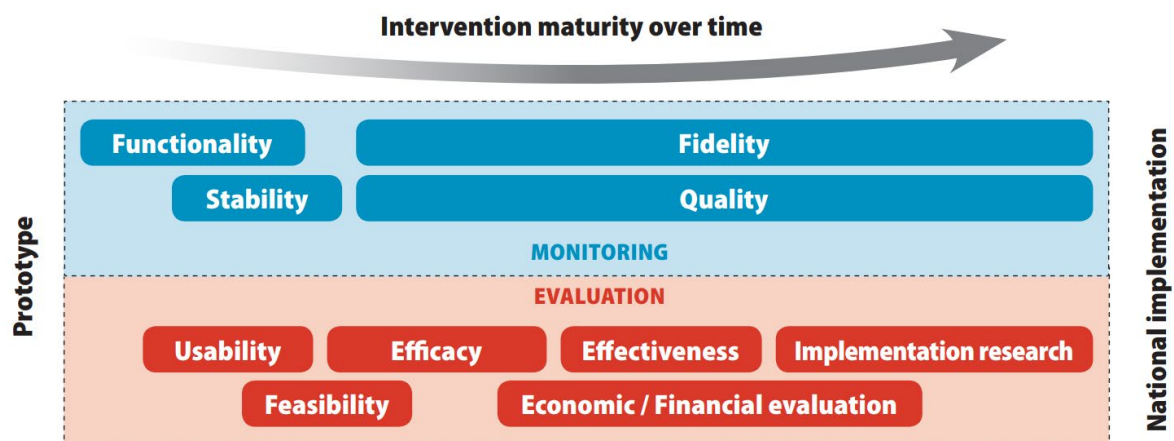 Intervention maturity over time
Prototype
Functionality
Fidelity
Stability
Quality
MONITORING
EVALUATION
Usability
Efficacy
Effectiveness
Implementation research
Feasibility
Economic / Financial evaluation
National implementation